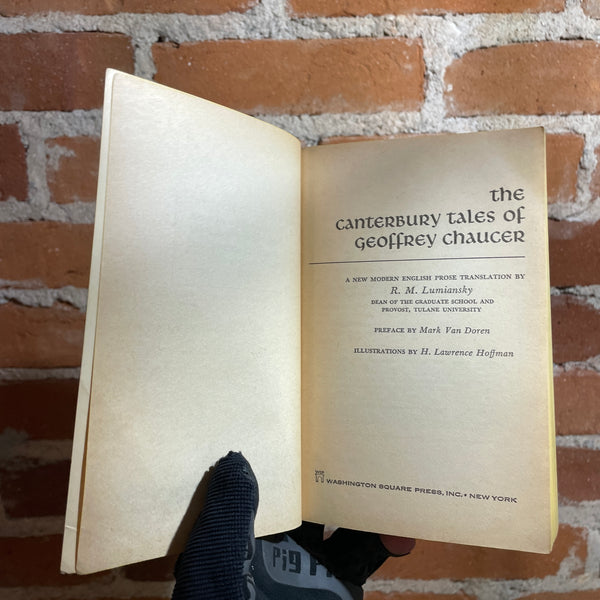 the
canterbury tales of
geoffrey chaucer
A NEW MODERN ENGLISH PROSE TRANSLATION BY
R. M. Lumiansky
DEAN OF THE GRADUATE SCHOOL AND
PROVOST, TULANE UNIVERSITY
PREFACE BY Mark Van Doren
ILLUSTRATIONS BY H. Lawrence Hoffman
WASHINGTON SQUARE PRESS, INC. • NEW YORK
Pig